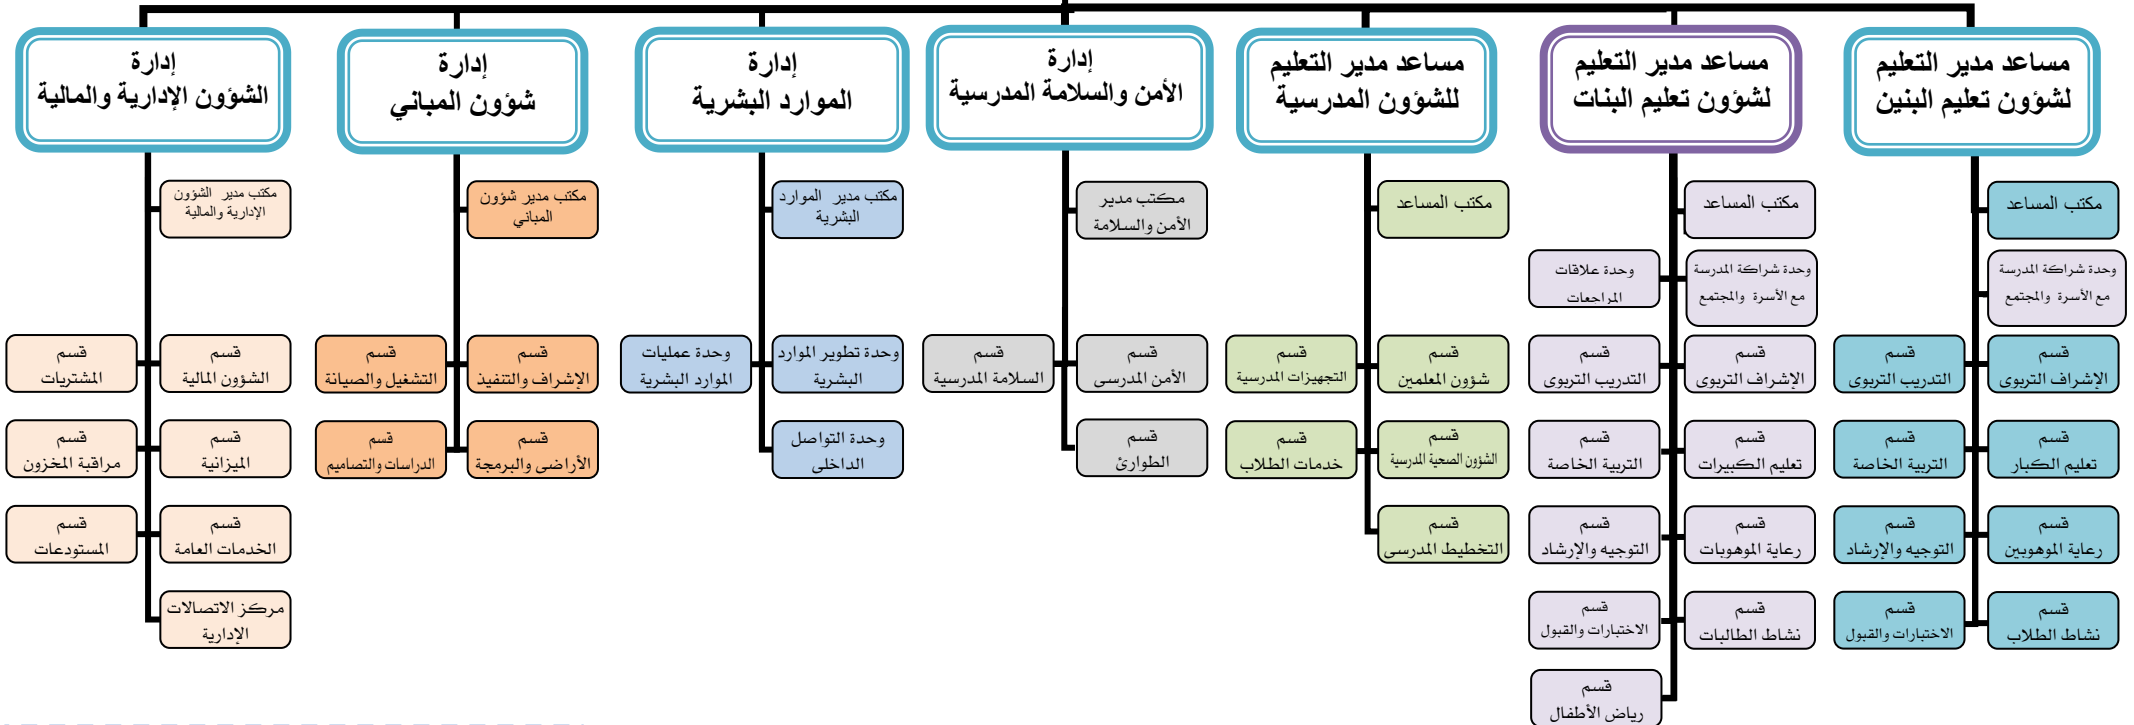 مساعد مدير التعليم
لشؤون تعليم البنين
مساعد مدير التعليم
لشؤون تعليم البنات
مساعد مدير التعليم
للشؤون المدرسية
إدارة
الأمن والسلامة المدرسية
إدارة
الموارد البشرية
إدارة
شؤون المباني
إدارة
الشؤون الإدارية والمالية
مكتب المساعد
وحدة شراكة المدرسة
مع الأسرة والمجتمع
قسم
الإشراف التربوى
قسم
التدريب التربوى
قسم
تعليم الكبار
قسم
التربية الخاصة
قسم
رعاية الموهوبين
قسم
التوجيه والإرشاد
قسم
نشاط الطلاب
قسم
الاختبارات والقبول
مكتب المساعد
وحدة شراكة المدرسة
مع الأسرة والمجتمع
وحدة علاقات
المراجعات
قسم
الإشراف التربوى
قسم
التدريب التربوى
قسم
تعليم الكبيرات
قسم
التربية الخاصة
قسم
رعاية الموهوبات
قسم
التوجيه والإرشاد
قسم
نشاط الطالبات
قسم
الاختبارات والقبول
قسم
رياض الأطفال
مكتب المساعد
قسم
شؤون المعلمين
قسم
التجهيزات المدرسية
قسم
الشؤون الصحية المدرسية
قسم
خدمات الطلاب
قسم
التخطيط المدرسى
مكتب مدير
الأمن والسلامة
قسم
الأمن المدرسى
قسم
السلامة المدرسية
قسم
الطوارئ
مكتب مدير الموارد
البشرية
وحدة تطوير الموارد
البشرية
وحدة عمليات
الموارد البشرية
وحدة التواصل
الداخلى
مكتب مدير شؤون
المباني
قسم
الإشراف والتنفيذ
قسم
التشغيل والصيانة
قسم
الأراضى والبرمجة
قسم
الدراسات والتصاميم
مكتب مدير الشؤون
الإدارية والمالية
قسم
الشؤون المالية
قسم
المشتريات
قسم
الميزانية
قسم
مراقبة المخزون
قسم
الخدمات العامة
قسم
المستودعات
مركز الاتصالات
الإدارية